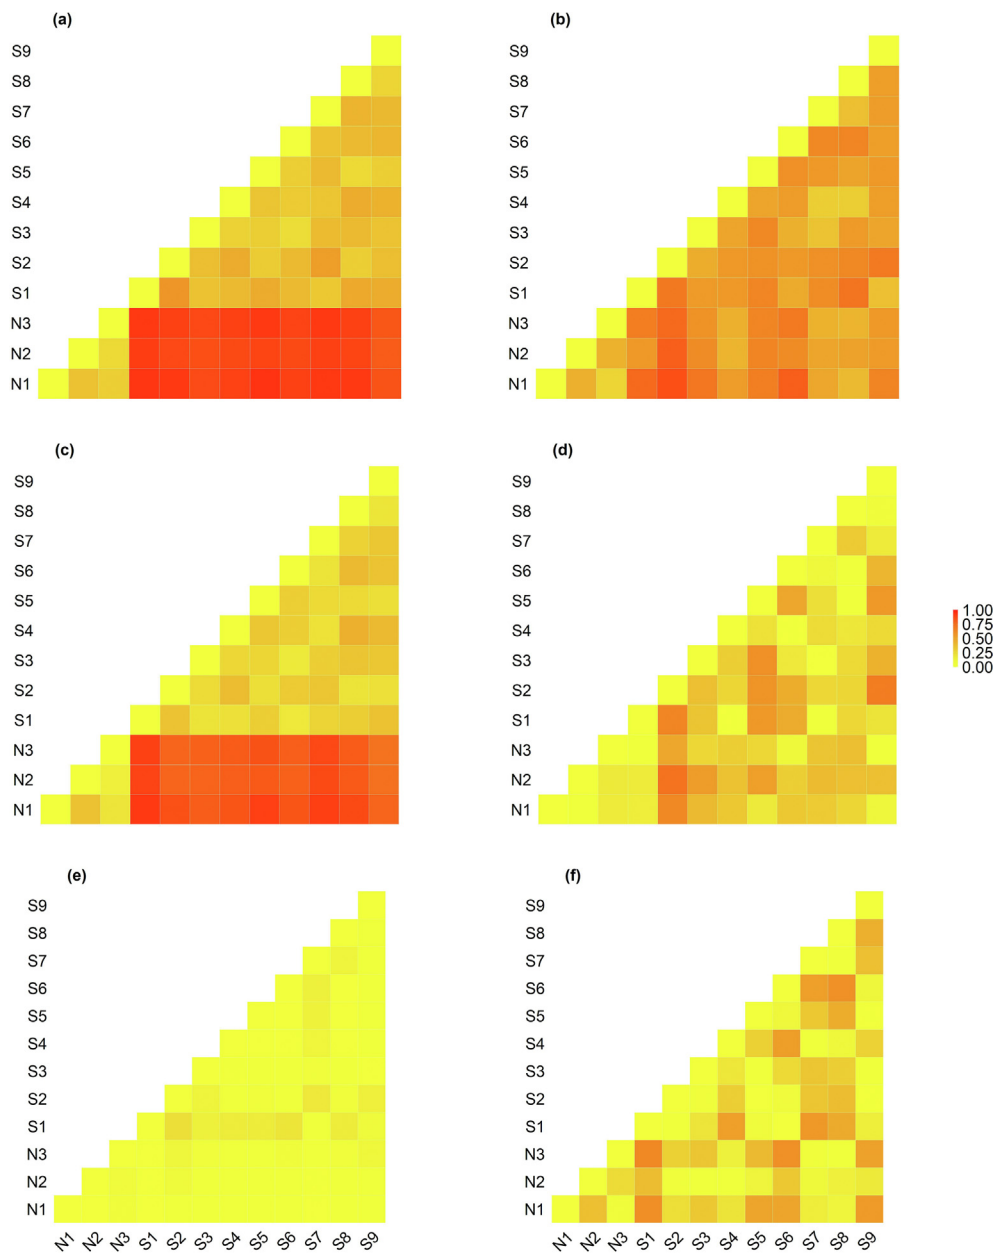 (a)
(b)
S9
S8
S7
S6
S5
S4
S3
S2
S1
N3
N2
N1
S9
S8
S7
S6
S5
S4
S3
S2
S1
N3
N2
N1
(c)
(d)
S9
S8
S7
S6
S5
S4
S3
S2
S1
N3
N2
N1
S9
S8
S7
S6
S5
S4
S3
S2
S1
N3
N2
N1
1.00
0.75
0.50
0.25
0.00
(e)
(f)
S9
S8
S7
S6
S5
S4
S3
S2
S1
N3
N2
N1
N1 N2 N3 S1 S2 S3 S4 S5 S6 S7 S8 S9
S9
S8
S7
S6
S5
S4
S3
S2
S1
N3
N2
N1
N1 N2 N3 S1 S2 S3 S4 S5 S6 S7 S8 S9